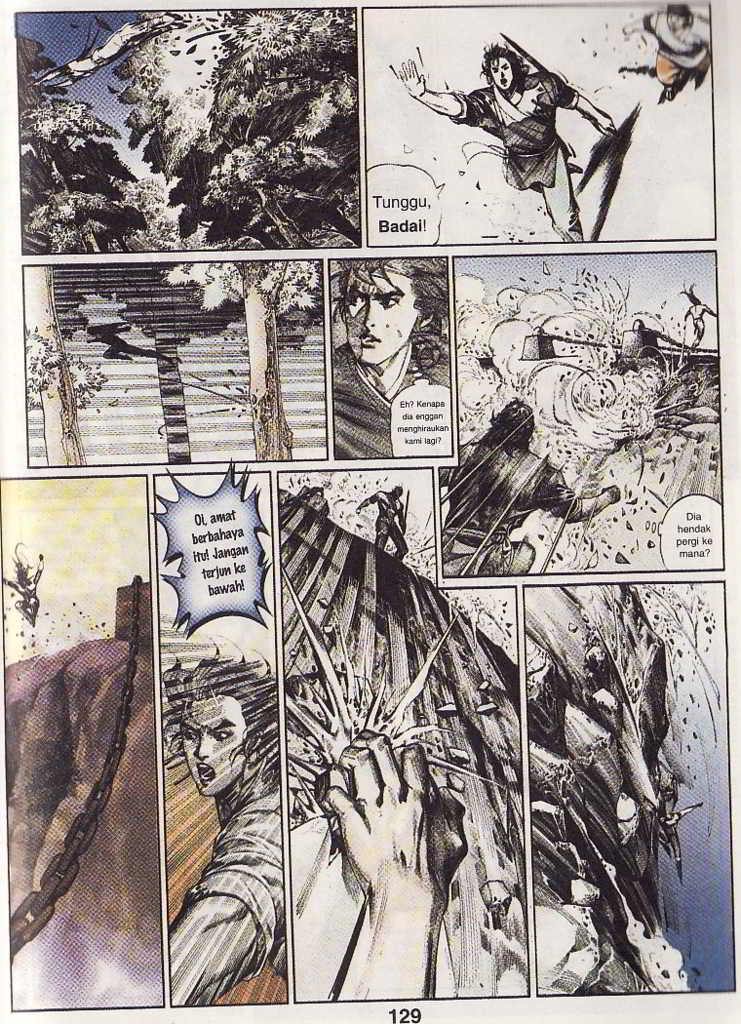 Tunggu,
Badai!
Eh? Kenapa
dia enggan
menghiraukan
kami lagi?
Dia
hendak
pergi ke
mana?
Oi, amat
berbahaya
itu! Jangan
terjun ke
bawah!
129